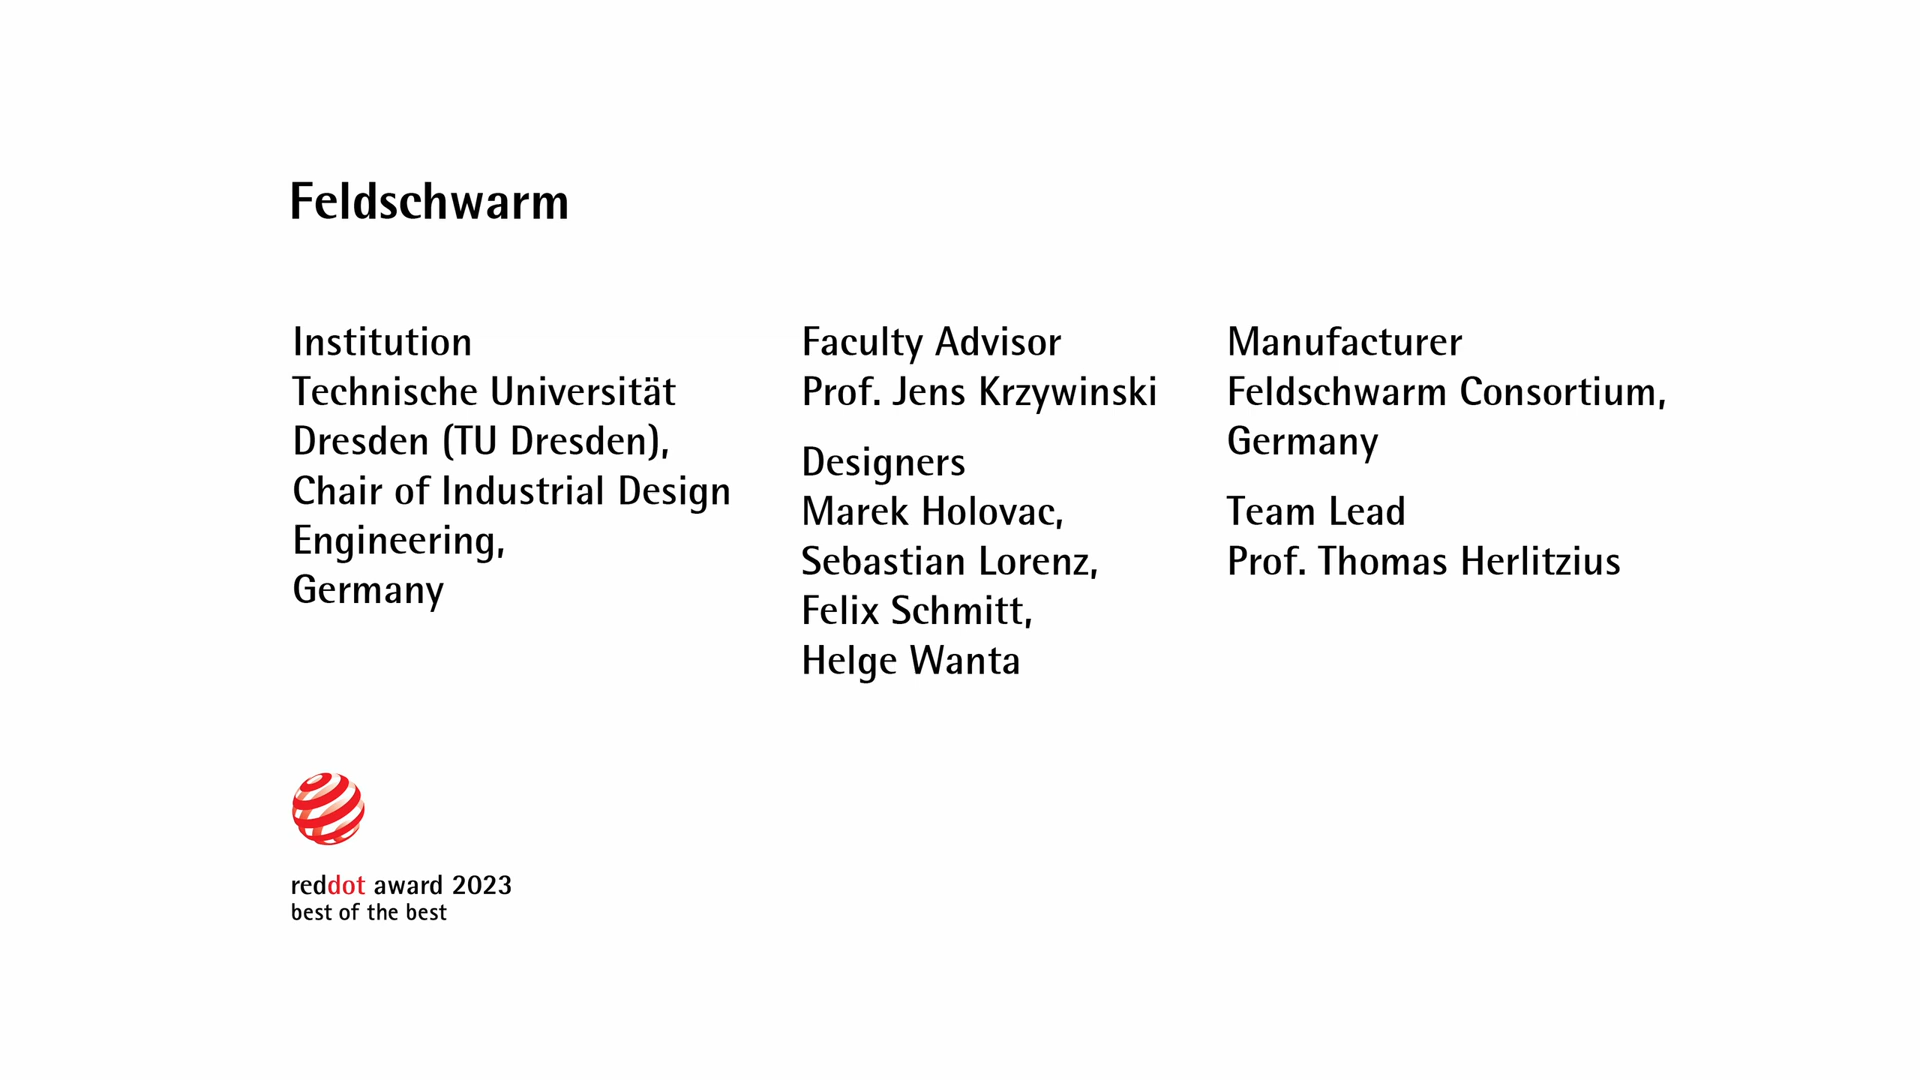 Feldschwarm
Institution
Technische Universität
Dresden (TU Dresden),
Chair of Industrial Design
Engineering,
Germany
Faculty Advisor
Prof. Jens Krzywinski
Designers
Marek Holovac,
Sebastian Lorenz,
Felix Schmitt,
Helge Wanta
Manufacturer
Feldschwarm Consortium,
Germany
Team Lead
Prof. Thomas Herlitzius
reddot award 2023
best of the best